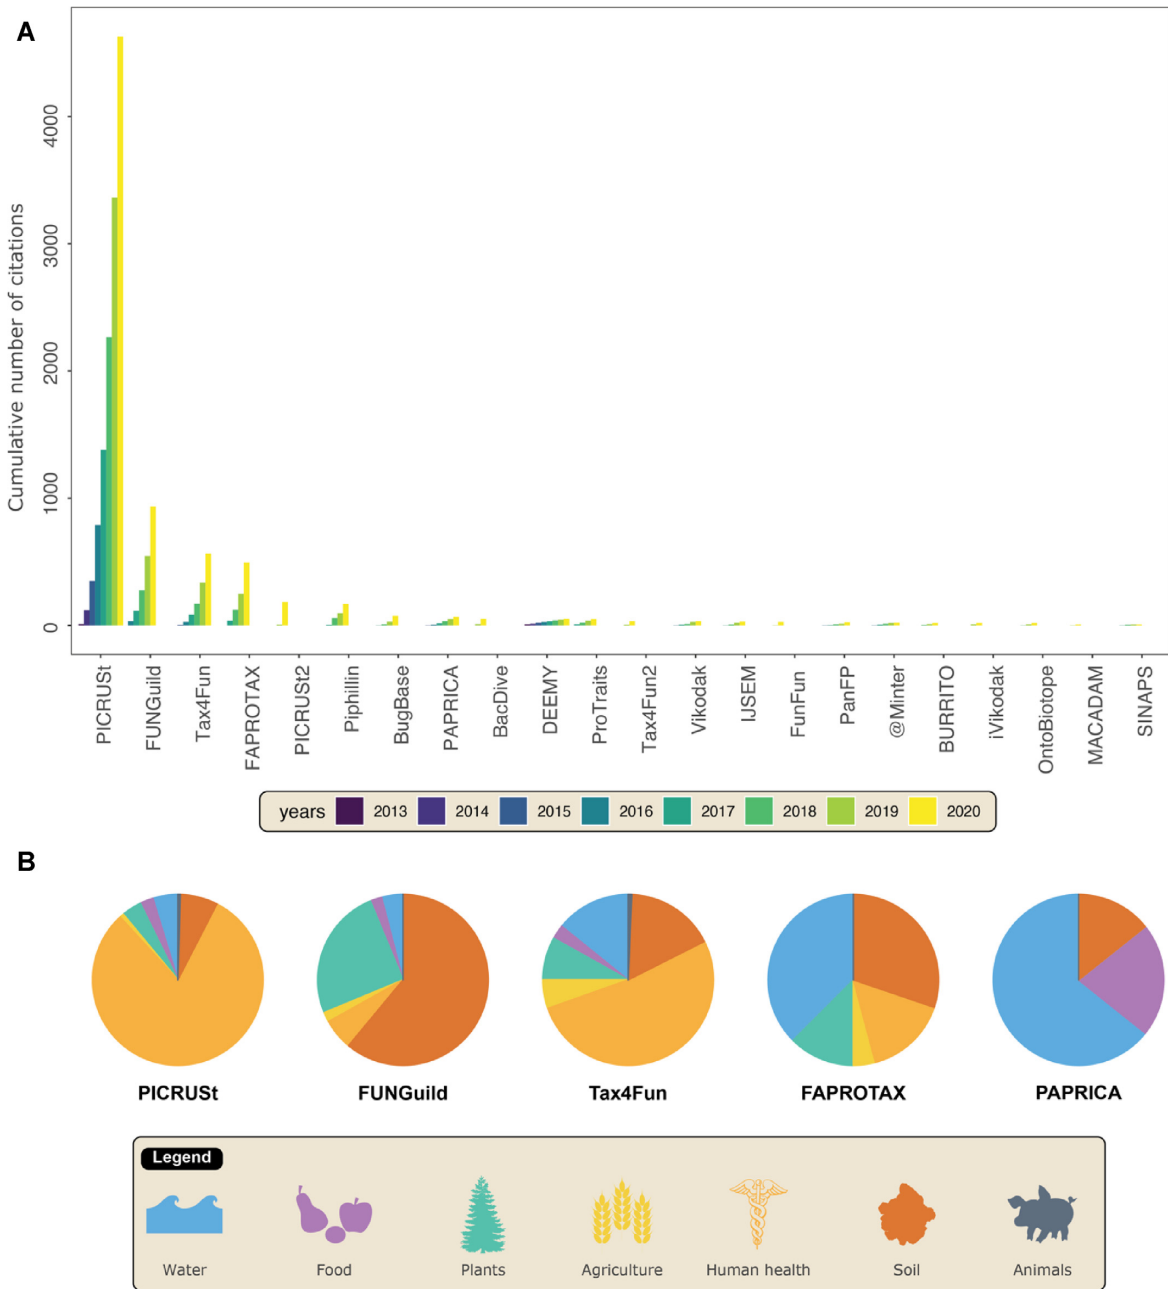 A
Cumulative number of citations
4000
3000
2000
1000
0
PICRUSt
FUNGuild
Tax4Fun
FAPROTAX
PICRUSt2
Piphillin
BugBase
PAPRICA
BacDive
DEEMY
ProTraits
Tax4Fun2
Vikodak
IJSEM
FunFun
PanFP
@Minter
BURRITO
iVikodak
OntoBiotope
MACADAM
SINAPS
years 2013 2014 2015 2016 2017 2018 2019 2020
B
PICRUSt FUNGuild Tax4Fun FAPROTAX PAPRICA
Legend
Water Food Plants Agriculture Human health Soil Animals